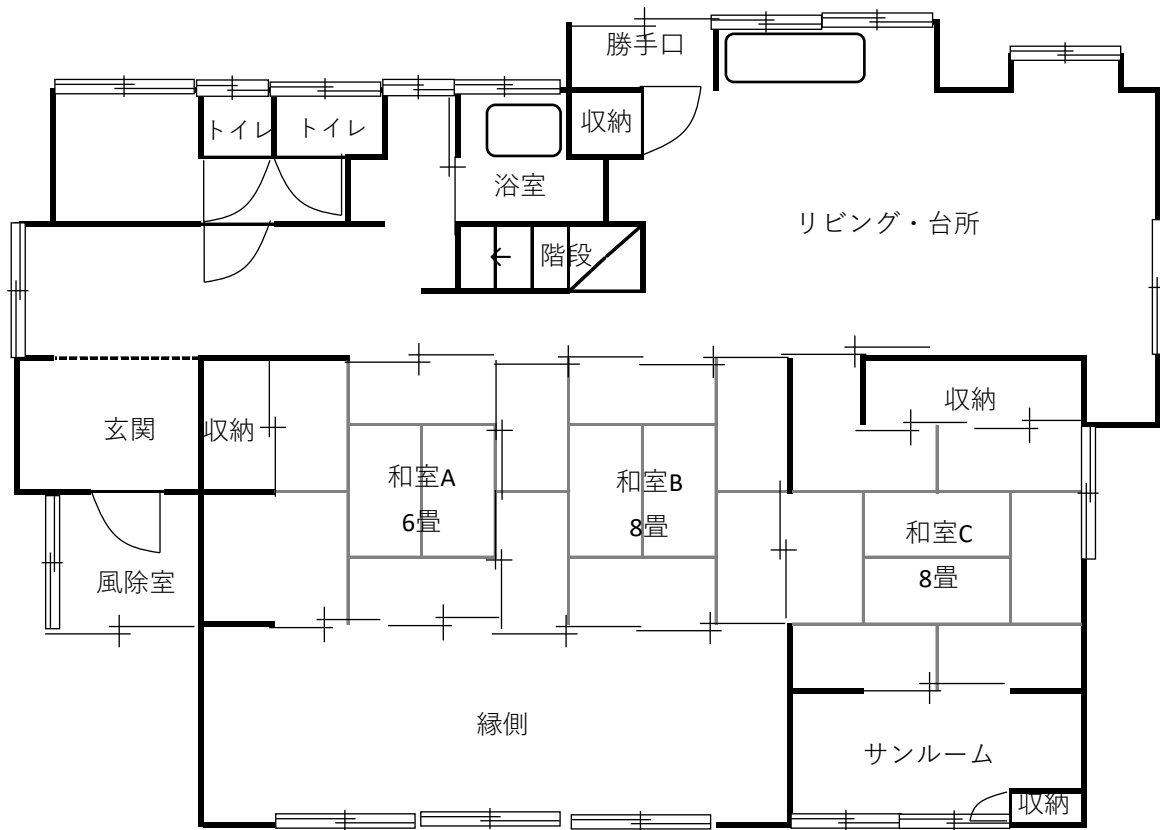 勝手口
トイレ
トイレ
収納
浴室
リビング・台所
←
階段
玄関
収納
和室A
6畳
和室B
8畳
収納
和室C
8畳
風除室
縁側
サンルーム
収納